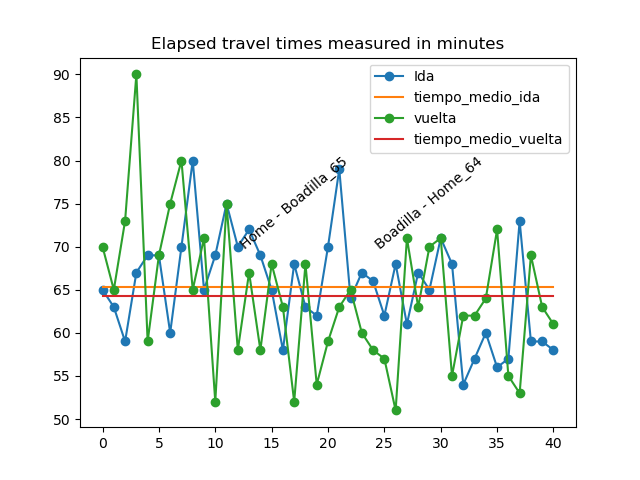 Elapsed travel times measured in minutes
Ida
tiempo_medio_ida
vuelta
tiempo_medio_vuelta
Home - Boadilla_65
Boadilla - Home_64
90
85
80
75
70
65
60
55
50
0 5 10 15 20 25 30 35 40